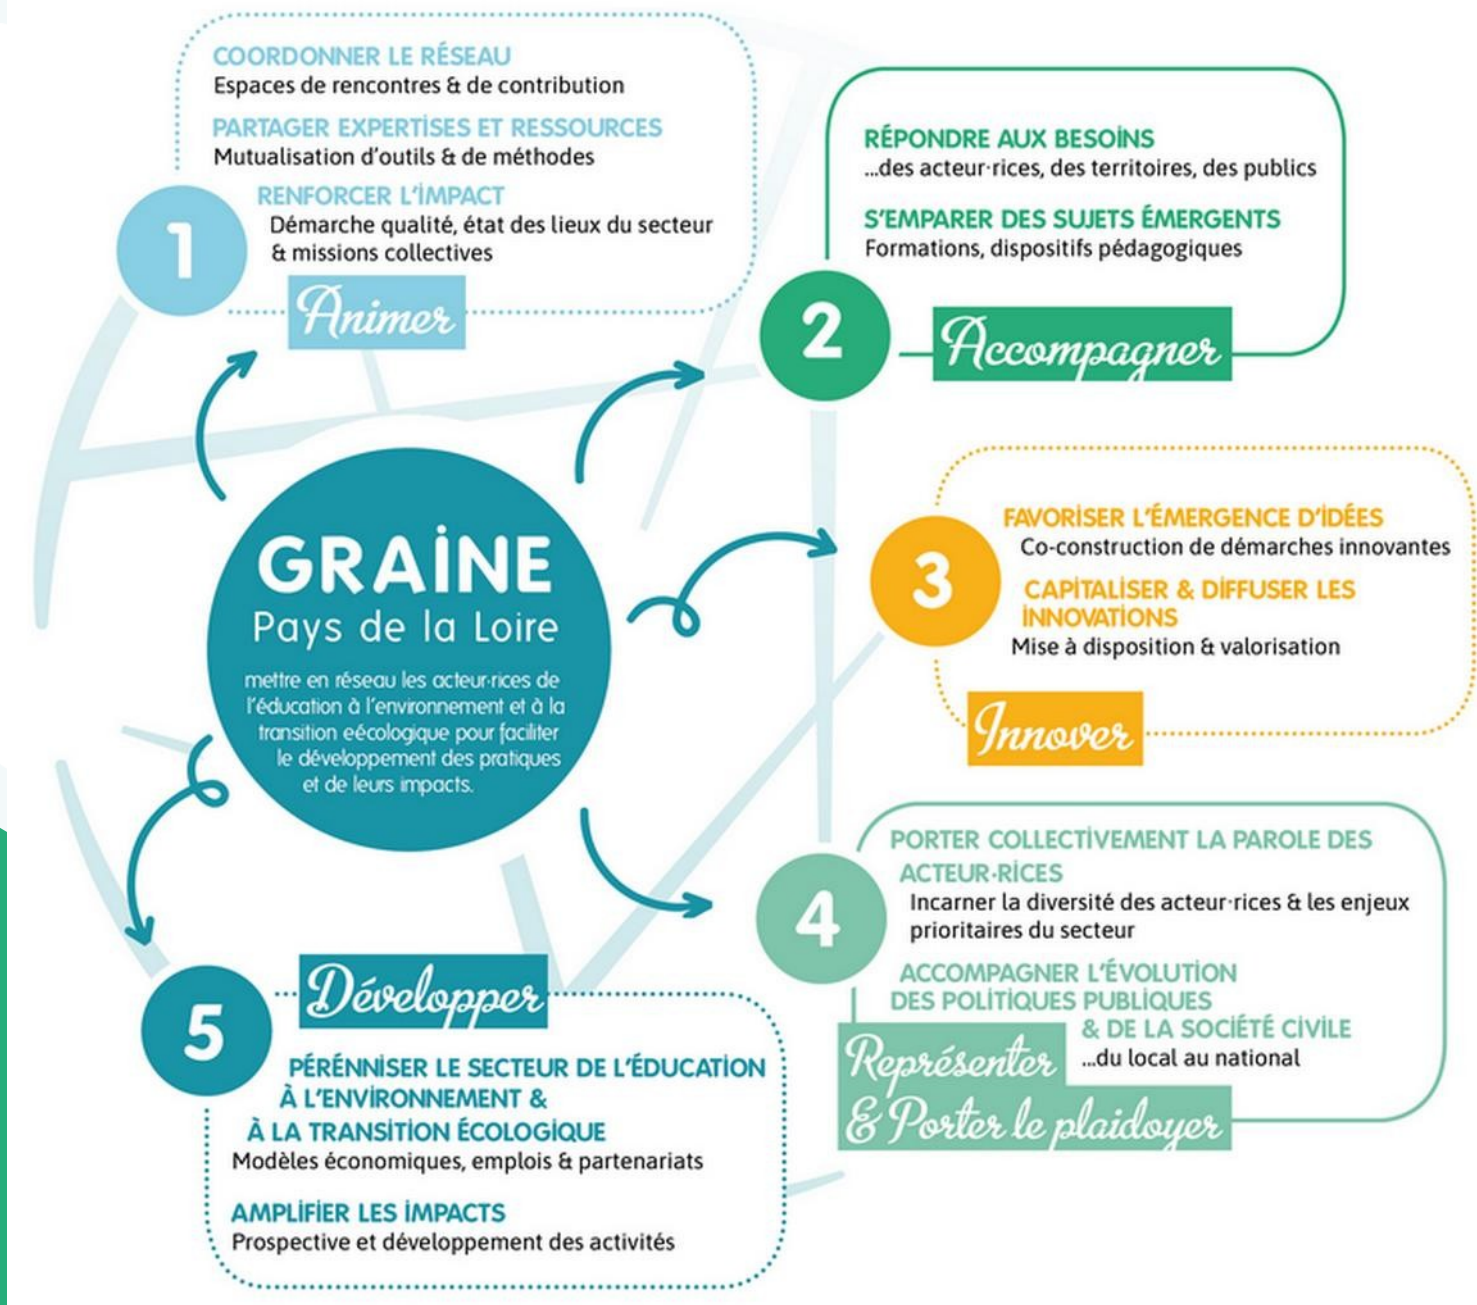 COORDONNER LE RÉSEAU
Espaces de rencontres & de contribution
PARTAGER EXPERTISES ET RESSOURCES
Mutualisation d'outils & de méthodes
RENFORCER L'IMPACT
Démarche qualité, état des lieux du secteur
& missions collectives
1
Animer
RÉPONDRE AUX BESOINS
...des acteur·rices, des territoires, des publics
S'EMPARER DES SUJETS ÉMERGENTS
Formations, dispositifs pédagogiques
2
Accompagner
GRAINE
Pays de la Loire
mettre en réseau les acteur·rices de
l'éducation à l'environnement et à la
transition eécologique pour faciliter
le développement des pratiques
et de leurs impacts.
FAVORISER L'ÉMERGENCE D'IDÉES
Co-construction de démarches innovantes
3
CAPITALISER & DIFFUSER LES
INNOVATIONS
Mise à disposition & valorisation
Innover
PORTER COLLECTIVEMENT LA PAROLE DES
ACTEUR·RICES
Incarner la diversité des acteur·rices & les enjeux
prioritaires du secteur
4
ACCOMPAGNER L'ÉVOLUTION
DES POLITIQUES PUBLIQUES
& DE LA SOCIÉTÉ CIVILE
...du local au national
Représenter
& Porter le plaidoyer
5
Développer
PÉRÉNNISER LE SECTEUR DE L'ÉDUCATION
À L'ENVIRONNEMENT &
À LA TRANSITION ÉCOLOGIQUE
Modèles économiques, emplois & partenariats
AMPLIFIER LES IMPACTS
Prospective et développement des activités